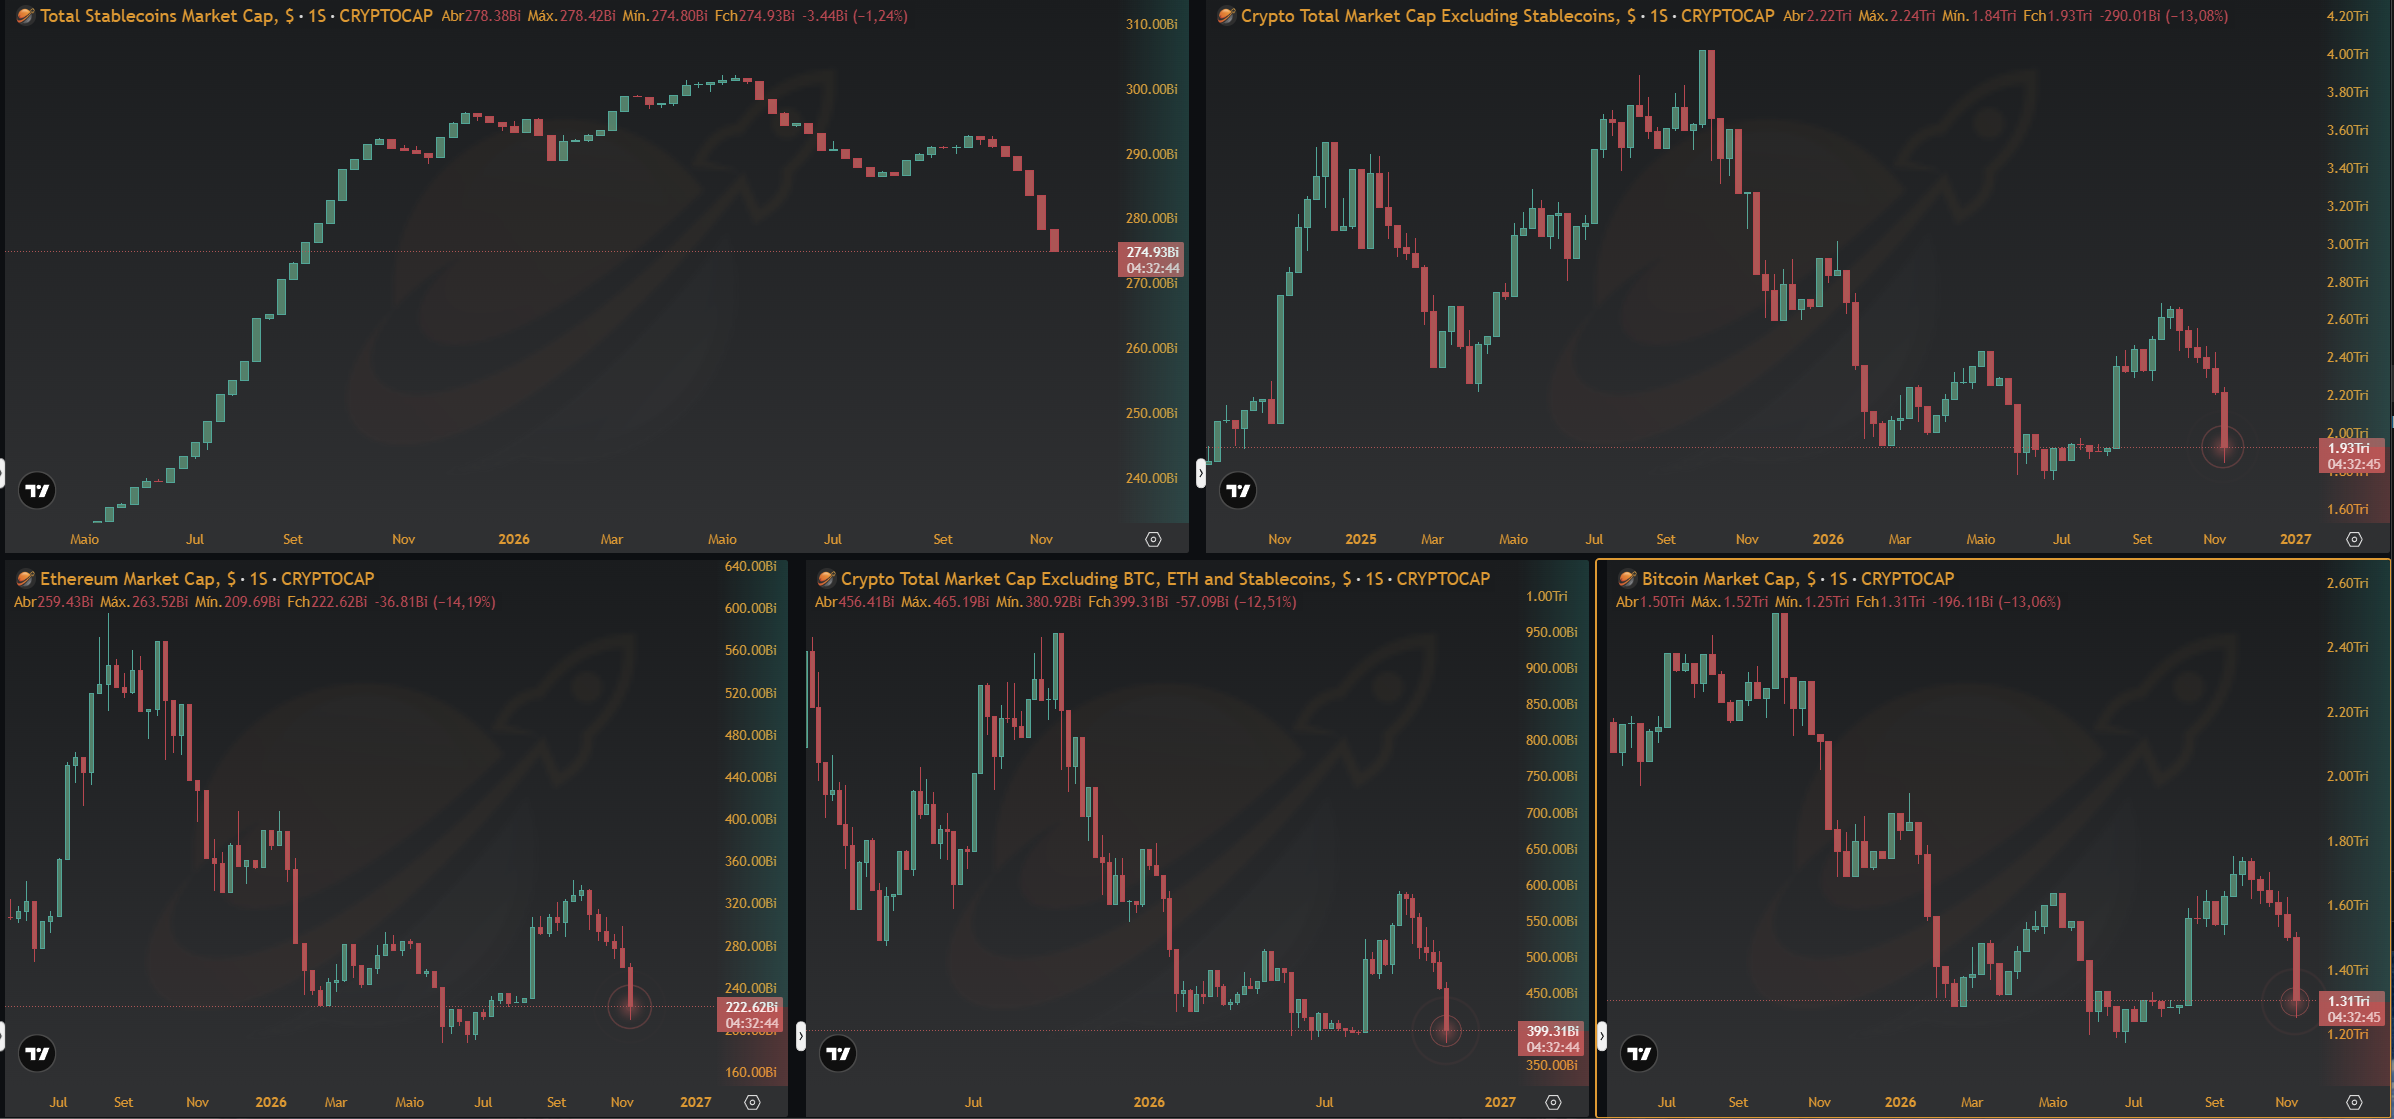 Total Stablecoins Market Cap, $ · 1S · CRYPTOCAP Abr278.38Bi Máx.278.42Bi Mín.274.80Bi Fch274.93Bi -3.44Bi (−1,24%)
310.00Bi
300.00Bi
290.00Bi
280.00Bi
274.93Bi
04:32:44
270.00Bi
260.00Bi
250.00Bi
240.00Bi
Maio Jul Set Nov 2026 Mar Maio Jul Set Nov
Crypto Total Market Cap Excluding Stablecoins, $ · 1S · CRYPTOCAP Abr2.22Tri Máx.2.24Tri Mín.1.84Tri Fch1.93Tri -290.01Bi (−13,08%)
4.20Tri
4.00Tri
3.80Tri
3.60Tri
3.40Tri
3.20Tri
3.00Tri
2.80Tri
2.60Tri
2.40Tri
2.20Tri
2.00Tri
1.93Tri
04:32:45
1.60Tri
Nov 2025 Mar Maio Jul Set Nov 2026 Mar Maio Jul Set Nov 2027
Ethereum Market Cap, $ · 1S · CRYPTOCAP
Abr259.43Bi Máx.263.52Bi Mín.209.69Bi Fch222.62Bi -36.81Bi (−14,19%)
640.00Bi
600.00Bi
560.00Bi
520.00Bi
480.00Bi
440.00Bi
400.00Bi
360.00Bi
320.00Bi
280.00Bi
240.00Bi
222.62Bi
04:32:44
160.00Bi
Jul Set Nov 2026 Mar Maio Jul Set Nov 2027
Crypto Total Market Cap Excluding BTC, ETH and Stablecoins, $ · 1S · CRYPTOCAP
Abr456.41Bi Máx.465.19Bi Mín.380.92Bi Fch399.31Bi -57.09Bi (−12,51%)
1.00Tri
950.00Bi
900.00Bi
850.00Bi
800.00Bi
750.00Bi
700.00Bi
650.00Bi
600.00Bi
550.00Bi
500.00Bi
450.00Bi
399.31Bi
04:32:44
350.00Bi
Jul 2026 Jul 2027
Bitcoin Market Cap, $ · 1S · CRYPTOCAP
Abr1.50Tri Máx.1.52Tri Mín.1.25Tri Fch1.31Tri -196.11Bi (−13,06%)
2.60Tri
2.40Tri
2.20Tri
2.00Tri
1.80Tri
1.60Tri
1.40Tri
1.31Tri
04:32:45
1.20Tri
Jul Set Nov 2026 Mar Maio Jul Set Nov